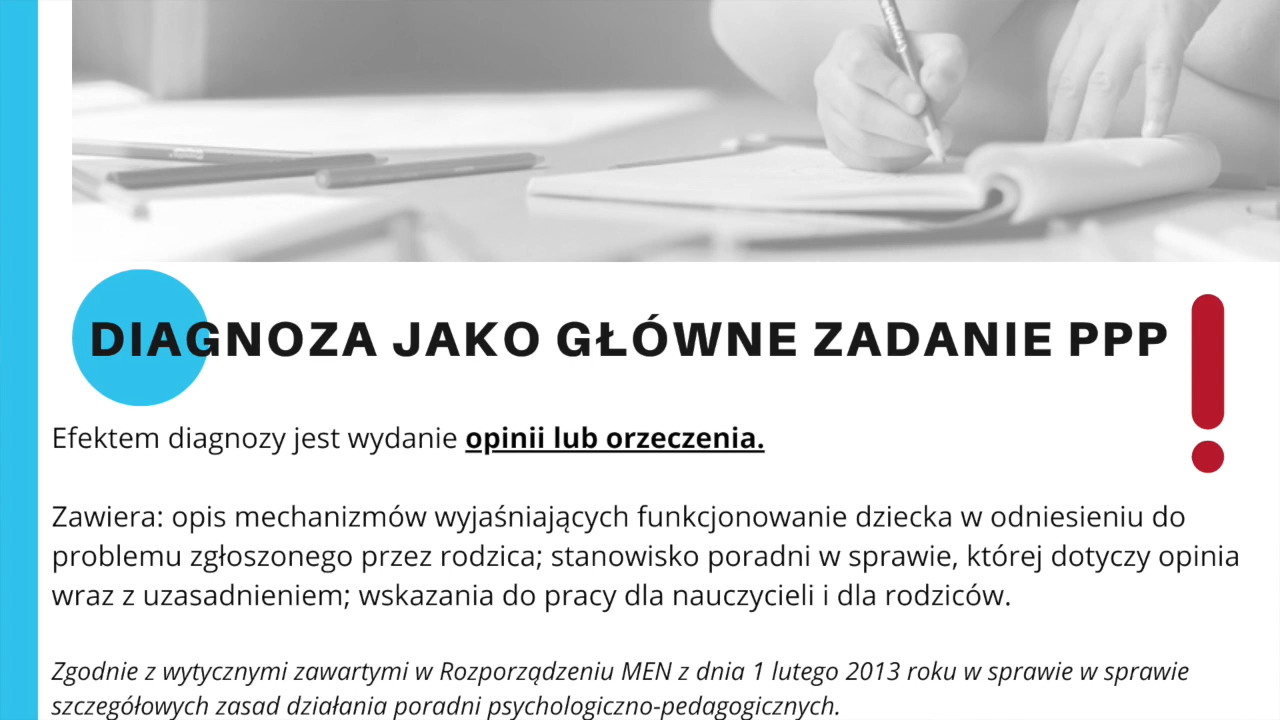 DIAGNOZA JAKO GŁÓWNE ZADANIE PPP
Efektem diagnozy jest wydanie opinii lub orzeczenia.
Zawiera: opis mechanizmów wyjaśniających funkcjonowanie dziecka w odniesieniu do
problemu zgłoszonego przez rodzica; stanowisko poradni w sprawie, której dotyczy opinia
wraz z uzasadnieniem; wskazania do pracy dla nauczycieli i dla rodziców.
Zgodnie z wytycznymi zawartymi w Rozporządzeniu MEN z dnia 1 lutego 2013 roku w sprawie w sprawie
szczegółowych zasad działania poradni psychologiczno-pedagogicznych.